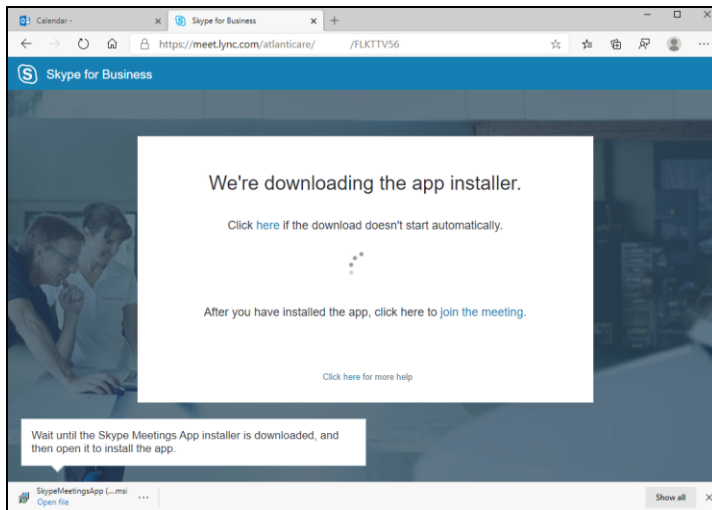 Calendar -
Skype for Business
https://meet.lync.com/atlanticare/ /FLKTTV56
Skype for Business
We're downloading the app installer.
Click here if the download doesn't start automatically.
After you have installed the app, click here to join the meeting.
Click here for more help
Wait until the Skype Meetings App installer is downloaded, and
then open it to install the app.
SkypeMeetingsApp (....msi
Open file
Show all